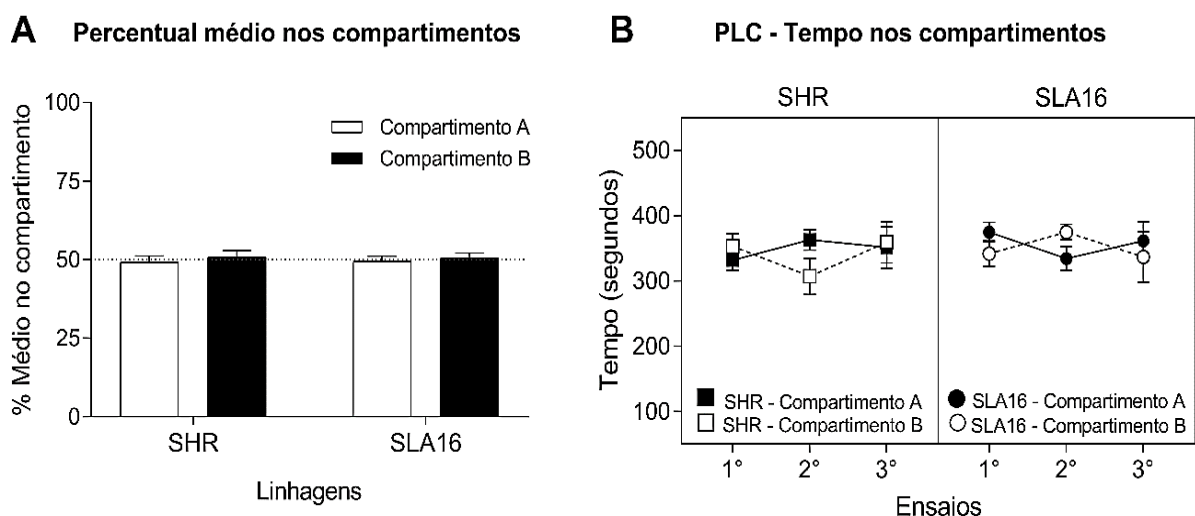 A Percentual médio nos compartimentos
% Médio no compartimento
100
75
50
25
0
Compartimento A
Compartimento B
SHR SLA16
Linhagens
B PLC - Tempo nos compartimentos
SHR SLA16
Tempo (segundos)
500
400
300
200
100
SHR - Compartimento A
SHR - Compartimento B
SLA16 - Compartimento A
SLA16 - Compartimento B
1° 2° 3° 1° 2° 3°
Ensaios